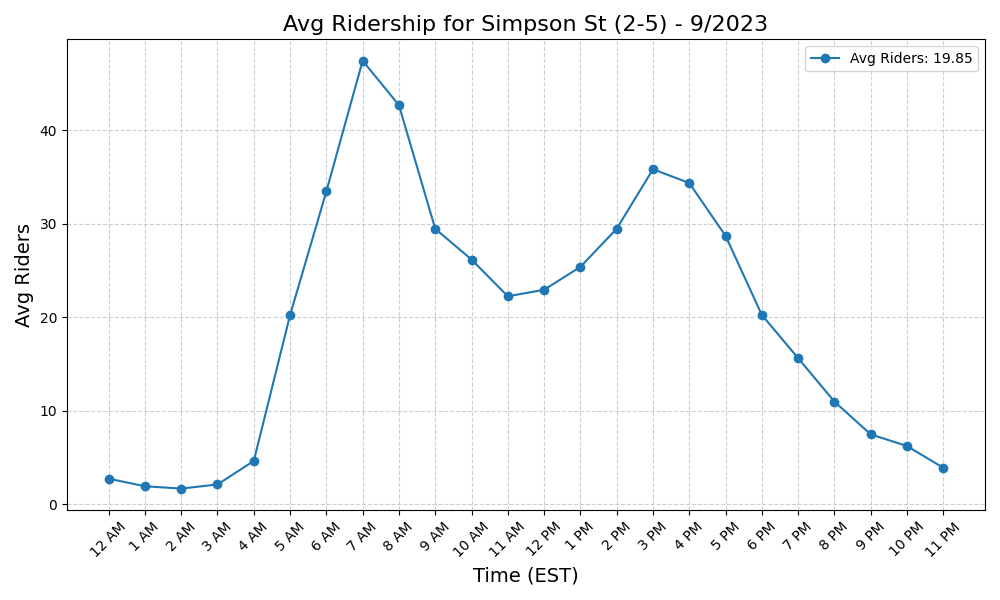 Avg Ridership for Simpson St (2-5) - 9/2023
Avg Riders: 19.85
Avg Riders
40
30
20
10
0
12 AM
1 AM
2 AM
3 AM
4 AM
5 AM
6 AM
7 AM
8 AM
9 AM
10 AM
11 AM
12 PM
1 PM
2 PM
3 PM
4 PM
5 PM
6 PM
7 PM
8 PM
9 PM
10 PM
11 PM
Time (EST)